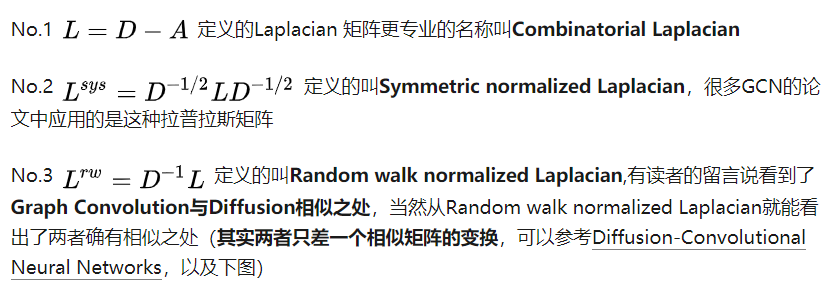 No.1 L = D − A 定义的Laplacian 矩阵更专业的名称叫Combinatorial Laplacian
No.2 L^{sys} = D^{−1/2}LD^{−1/2} 定义的叫Symmetric normalized Laplacian，很多GCN的论
文中应用的是这种拉普拉斯矩阵
No.3 L^{rw} = D^{−1}L 定义的叫Random walk normalized Laplacian,有读者的留言说看到了
Graph Convolution与Diffusion相似之处，当然从Random walk normalized Laplacian就能看
出了两者确有相似之处（其实两者只差一个相似矩阵的变换，可以参考Diffusion-Convolutional
Neural Networks，以及下图）